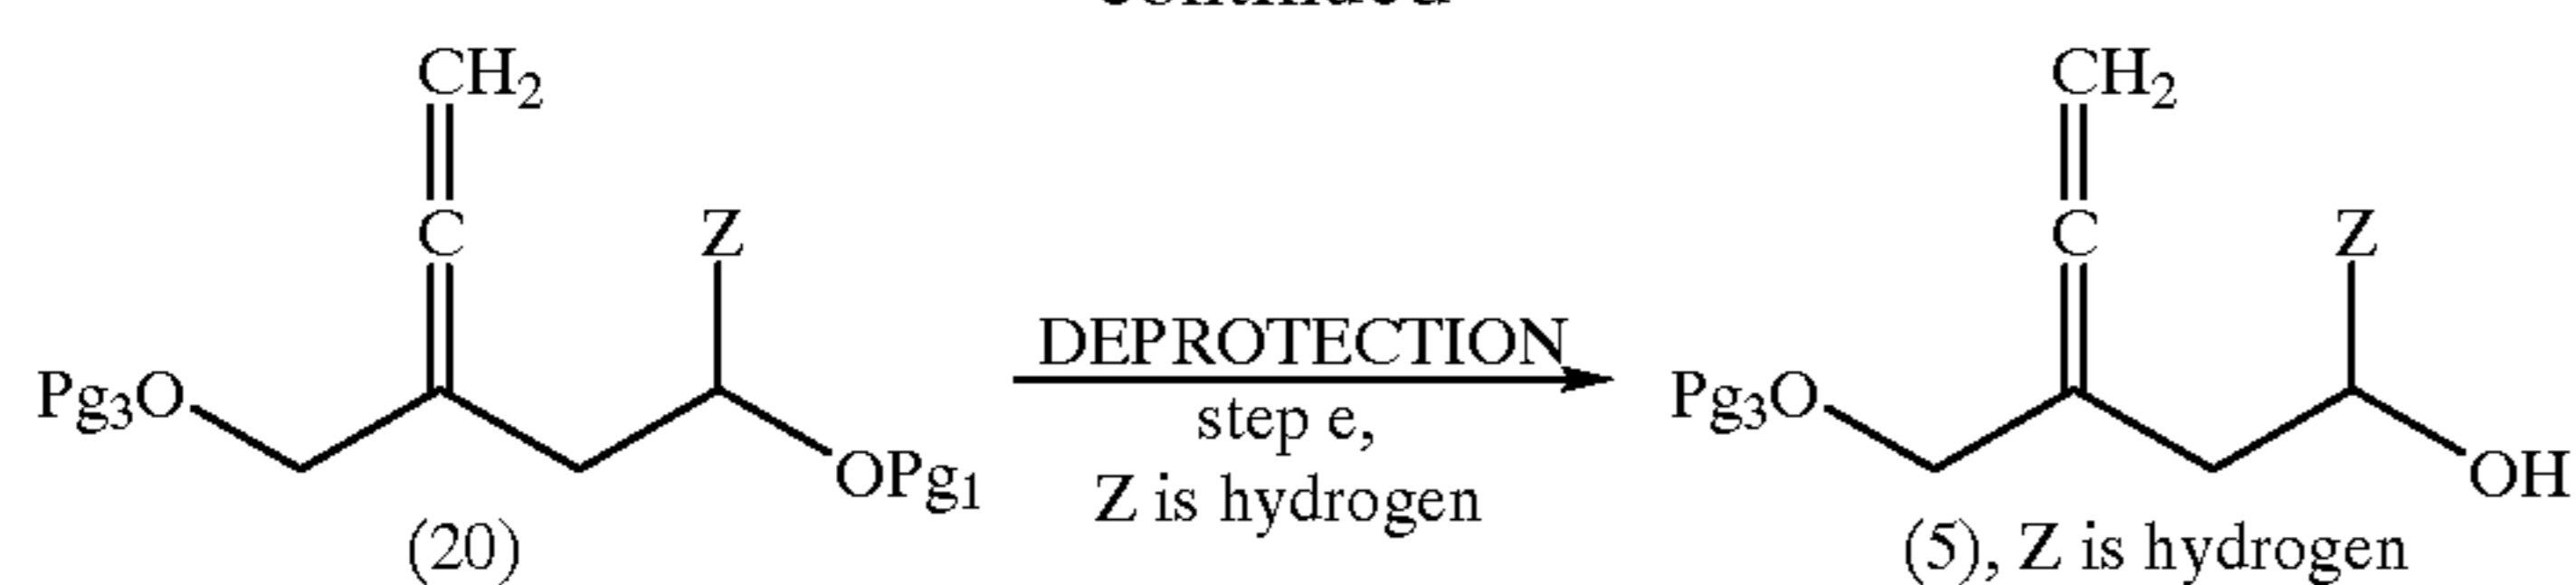 CH2
CH2
C
C
Z
Z
DEPROTECTION
Pg3O
Pg3O
step e,
OPg1
OH
Z is hydrogen
(20)
(5), Z is hydrogen